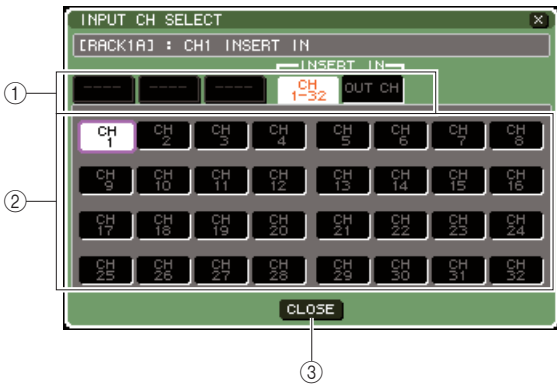 INPUT CH SELECT
[RACK1A] : CH1 INSERT IN
INSERT IN
---- ---- ---- CH 1-32 OUT CH
①
CH 1 CH 2 CH 3 CH 4 CH 5 CH 6 CH 7 CH 8
CH 9 CH 10 CH 11 CH 12 CH 13 CH 14 CH 15 CH 16
②
CH 17 CH 18 CH 19 CH 20 CH 21 CH 22 CH 23 CH 24
CH 25 CH 26 CH 27 CH 28 CH 29 CH 30 CH 31 CH 32
CLOSE
③